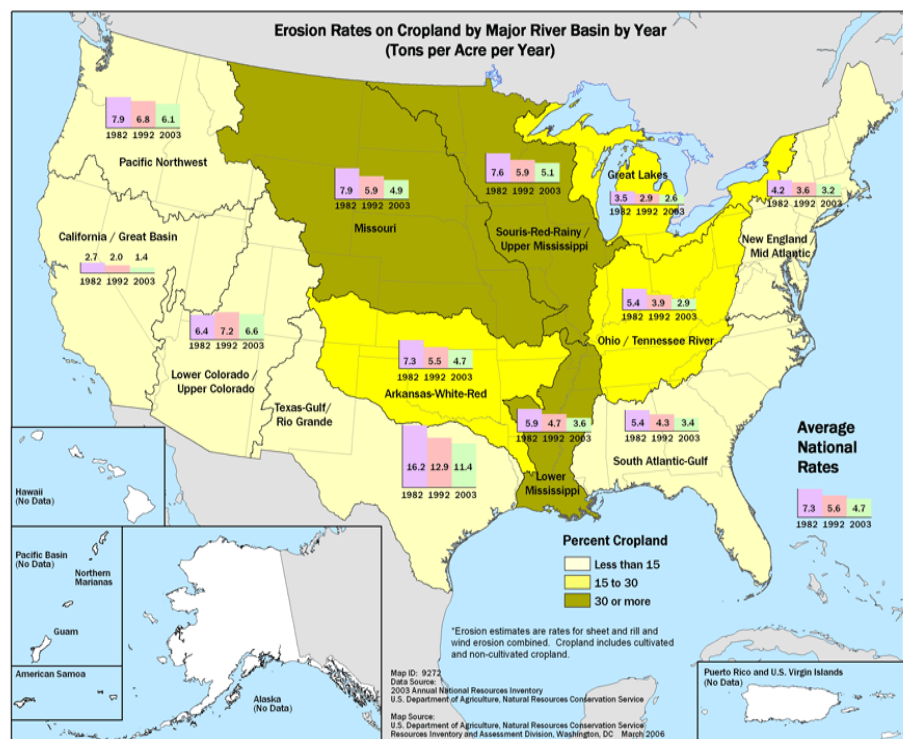 Erosion Rates on Cropland by Major River Basin by Year
(Tons per Acre per Year)
7.9 6.8 6.1
1982 1992 2003
Pacific Northwest
7.9 5.9 4.9
1982 1992 2003
Missouri
7.6 5.9 5.1
1982 1992 2003
Souris-Red-Rainy /
Upper Mississippi
Great Lakes
3.5 2.9 2.6
1982 1992 2003
4.2 3.6 3.2
1982 1992 2003
New England /
Mid Atlantic
California / Great Basin
2.7 2.0 1.4
1982 1992 2003
6.4 7.2 6.6
1982 1992 2003
Lower Colorado /
Upper Colorado
7.3 5.5 4.7
1982 1992 2003
Arkansas-White-Red
5.4 3.9 2.9
1982 1992 2003
Ohio / Tennessee River
Texas-Gulf/
Rio Grande
16.2 12.9 11.4
1982 1992 2003
5.9 4.7 3.6
1982 1992 2003
Lower
Mississippi
5.4 4.3 3.4
1982 1992 2003
South Atlantic-Gulf
Average
National
Rates
7.3 5.6 4.7
1982 1992 2003
Hawaii
(No Data)
Pacific Basin
(No Data)
Northern
Marianas
Guam
American Samoa
Alaska
(No Data)
Percent Cropland
Less than 15
15 to 30
30 or more
*Erosion estimates are rates for sheet and rill and
wind erosion combined. Cropland includes cultivated
and non-cultivated cropland.
Map ID: 9272
Data Source:
2003 Annual National Resources Inventory
U.S. Department of Agriculture, Natural Resources Conservation Service
Map Source:
U.S. Department of Agriculture, Natural Resources Conservation Service
Resources Inventory and Assessment Division, Washington, DC March 2006
Puerto Rico and U.S. Virgin Islands
(No Data)